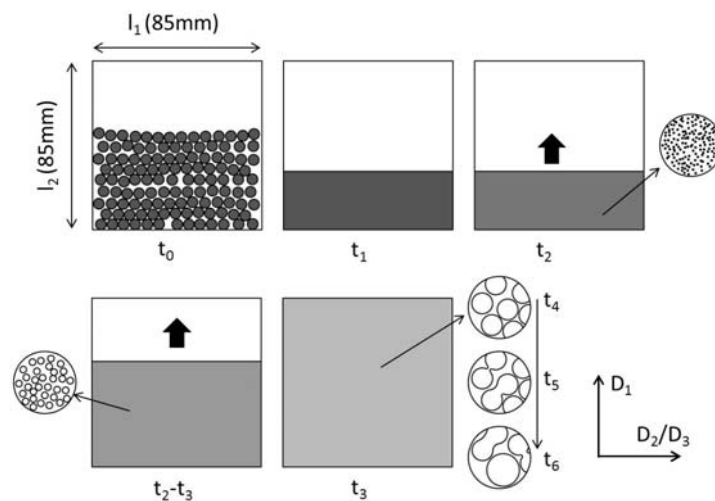 l₁ (85mm)
l₂ (85mm)
t₀
t₁
t₂
t₂-t₃
t₃
t₄
t₅
t₆
D₁
D₂/D₃